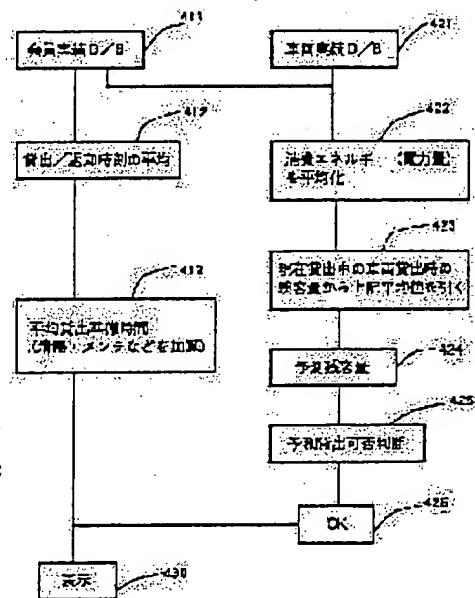 411
会員実績D/B
421
車両実績D/B
412
貸出/返却時刻の平均
422
消費エネルギ (電力量)
を平均化
423
現在貸出中の車両貸出時の
残容量から上記平均値を引く
平均貸出準備時間
メンテなどを加算)
予測残容量
424
425
予約貸出可否判断
OK
426
表示
430